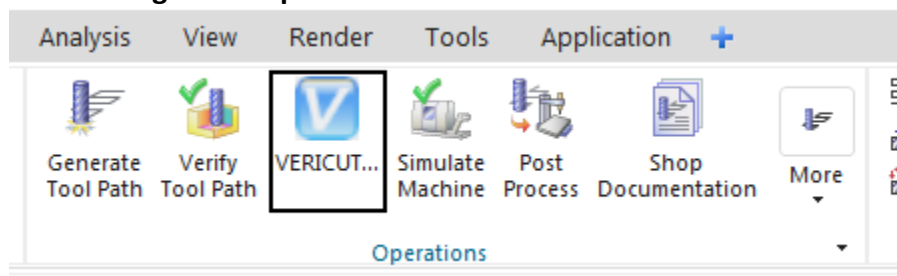 Analysis View Render Tools Application
Generate Tool Path
Verify Tool Path
VERICUT...
Simulate Machine
Post Process
Shop Documentation
More
Operations